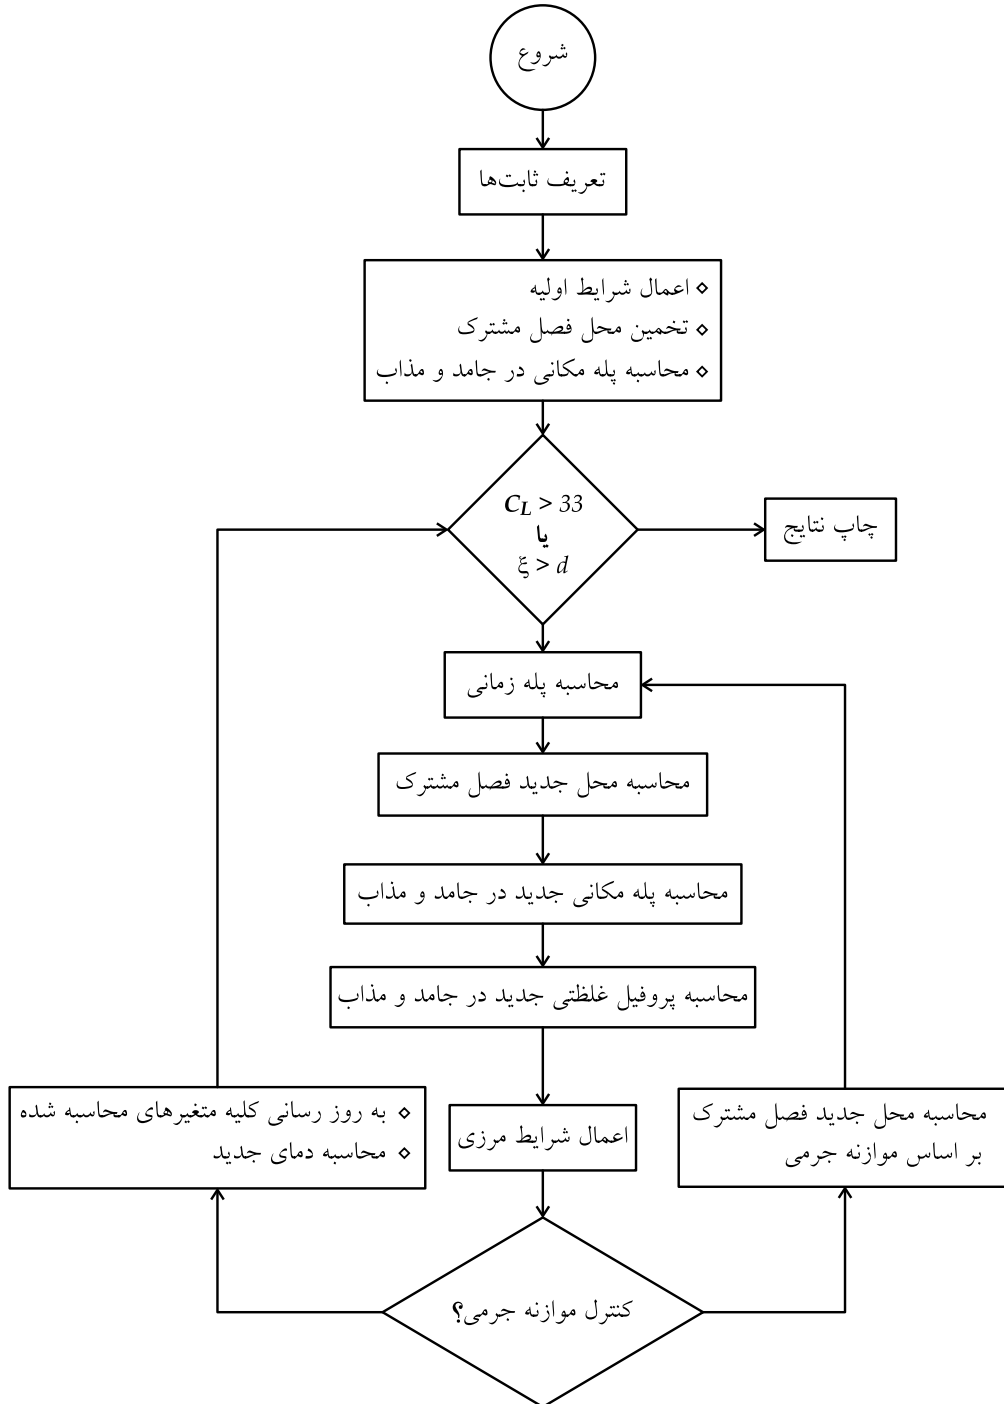 شروع
تعریف ثابت‌ها
◇ اعمال شرایط اولیه
◇ تخمین محل فصل مشترک
◇ محاسبه پله مکانی در جامد و مذاب
C_L > 33
یا
ξ > d
چاپ نتایج
محاسبه پله زمانی
محاسبه محل جدید فصل مشترک
محاسبه پله مکانی جدید در جامد و مذاب
محاسبه پروفیل غلظتی جدید در جامد و مذاب
اعمال شرایط مرزی
محاسبه محل جدید فصل مشترک
بر اساس موازنه جرمی
◇ به روز رسانی کلیه متغیرهای محاسبه شده
◇ محاسبه دمای جدید
کنترل موازنه جرمی؟